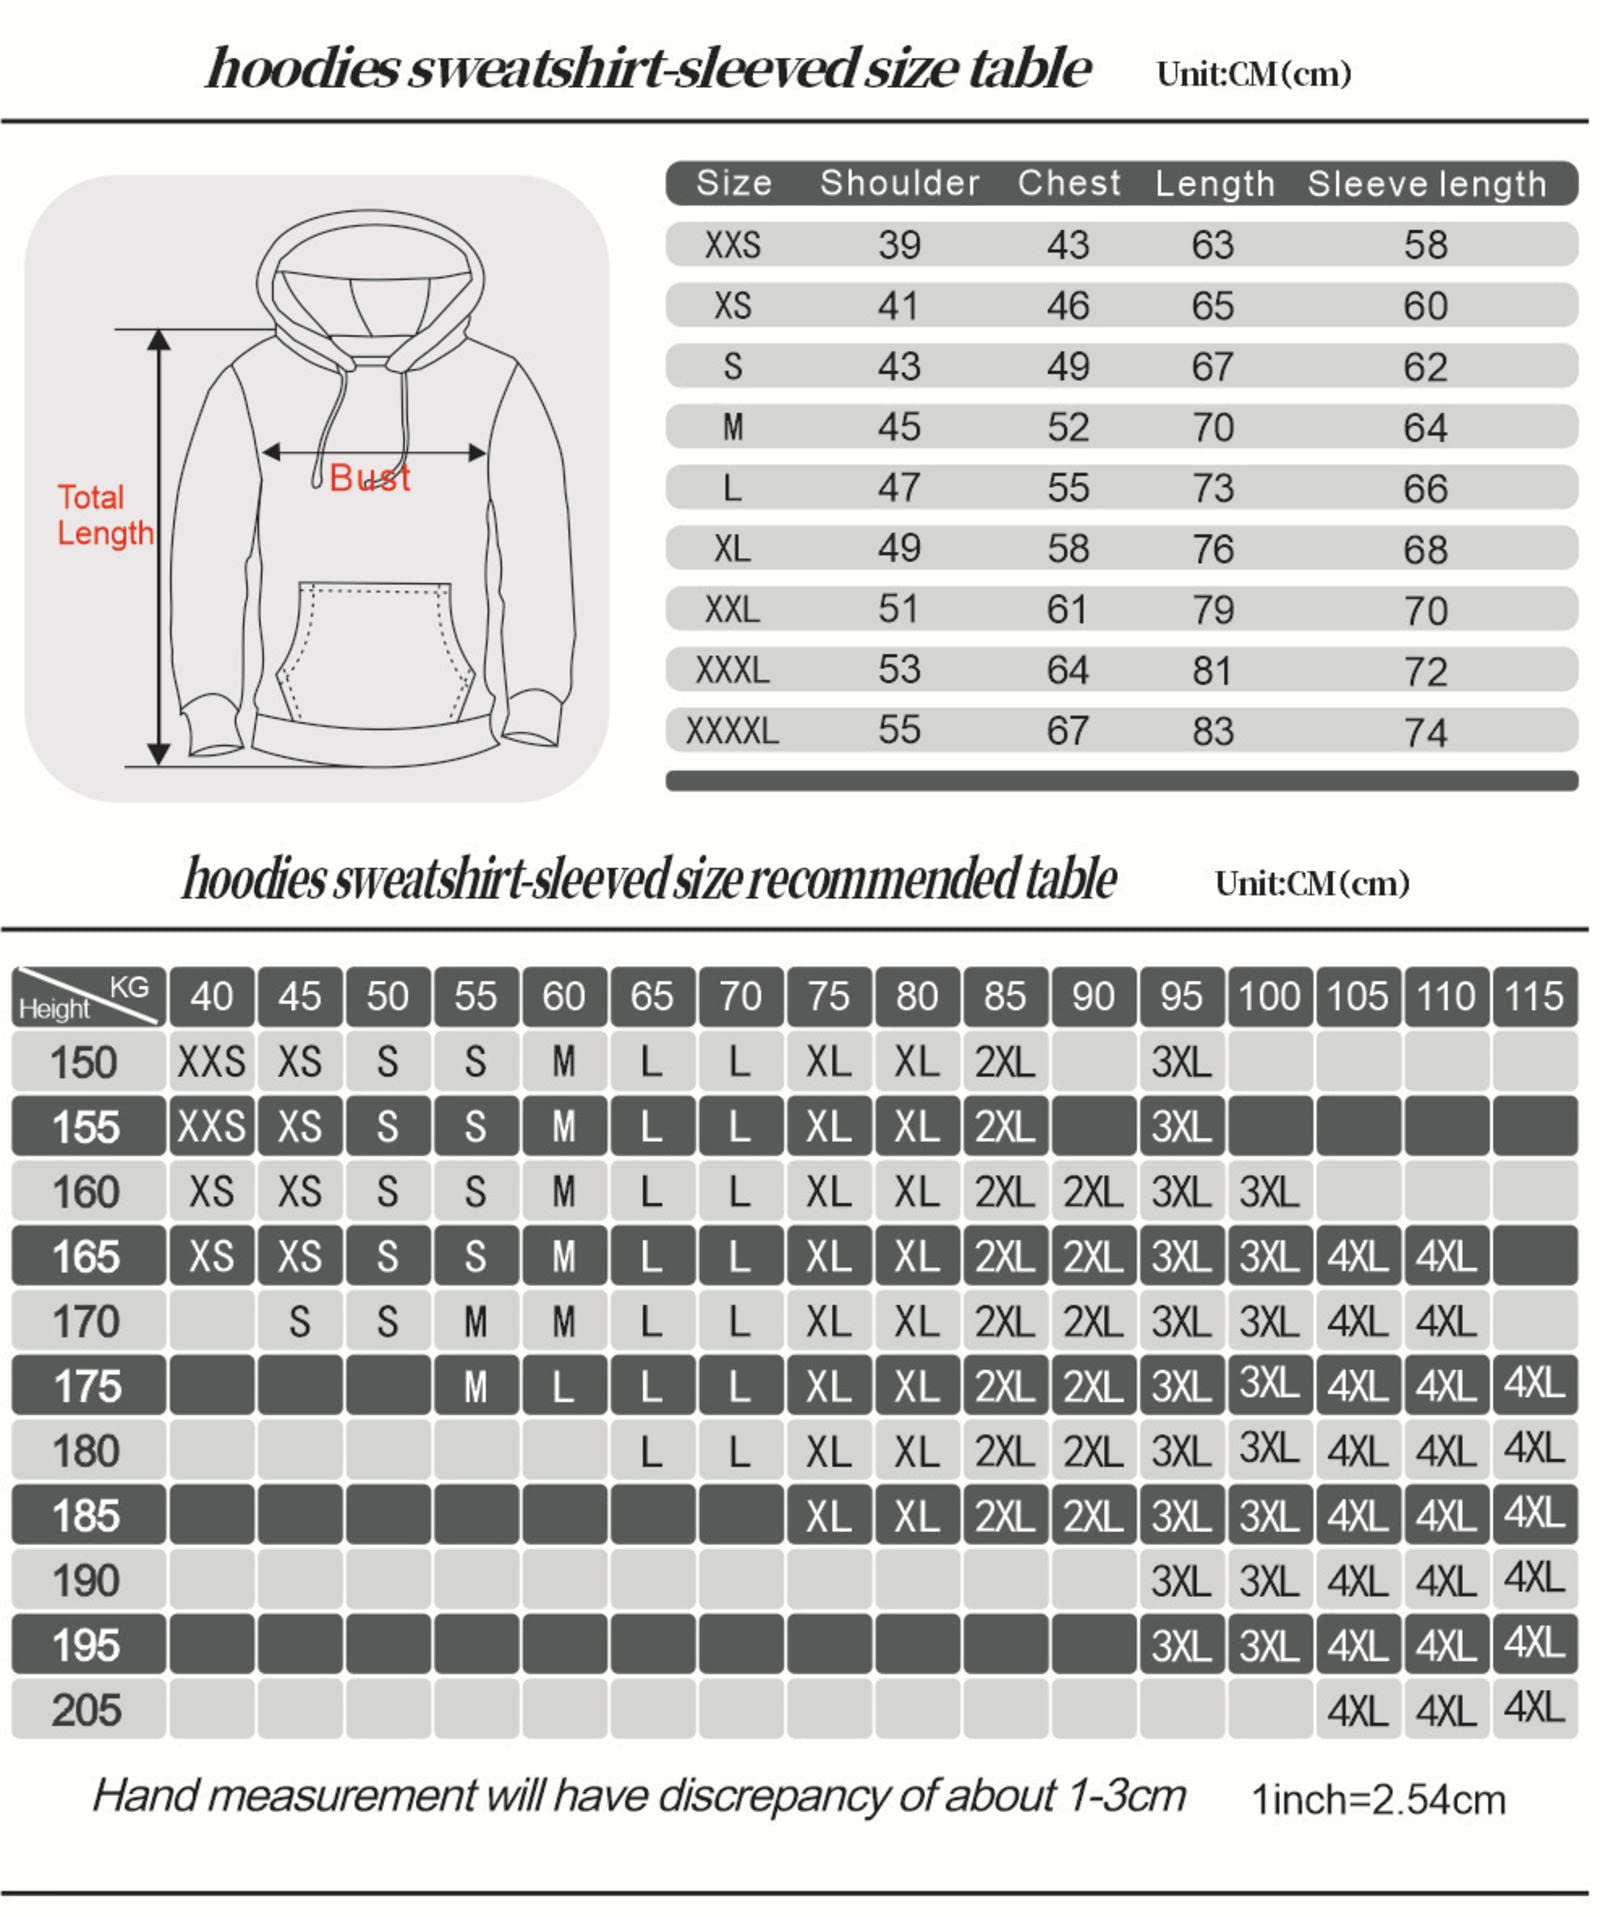 hoodies sweatshirt-sleeved size table Unit:CM(cm)
Size Shoulder Chest Length Sleeve length
XXS 39 43 63 58
XS 41 46 65 60
S 43 49 67 62
M 45 52 70 64
L 47 55 73 66
XL 49 58 76 68
XXL 51 61 79 70
XXXL 53 64 81 72
XXXXL 55 67 83 74
Bust
Total
Length
hoodies sweatshirt-sleeved size recommended table Unit:CM(cm)
Height KG 40 45 50 55 60 65 70 75 80 85 90 95 100 105 110 115
150 XXS XS S S M L L XL XL 2XL 3XL
155 XXS XS S S M L L XL XL 2XL 3XL
160 XS XS S S M L L XL XL 2XL 2XL 3XL 3XL
165 XS XS S S M L L XL XL 2XL 2XL 3XL 3XL 4XL 4XL
170 S S M M L L XL XL 2XL 2XL 3XL 3XL 4XL 4XL
175 M L L L XL XL 2XL 2XL 3XL 3XL 4XL 4XL 4XL
180 L L XL XL 2XL 2XL 3XL 3XL 4XL 4XL 4XL
185 XL XL 2XL 2XL 3XL 3XL 4XL 4XL 4XL
190 3XL 3XL 4XL 4XL 4XL
195 3XL 3XL 4XL 4XL 4XL
205 4XL 4XL 4XL
Hand measurement will have discrepancy of about 1-3cm 1inch=2.54cm